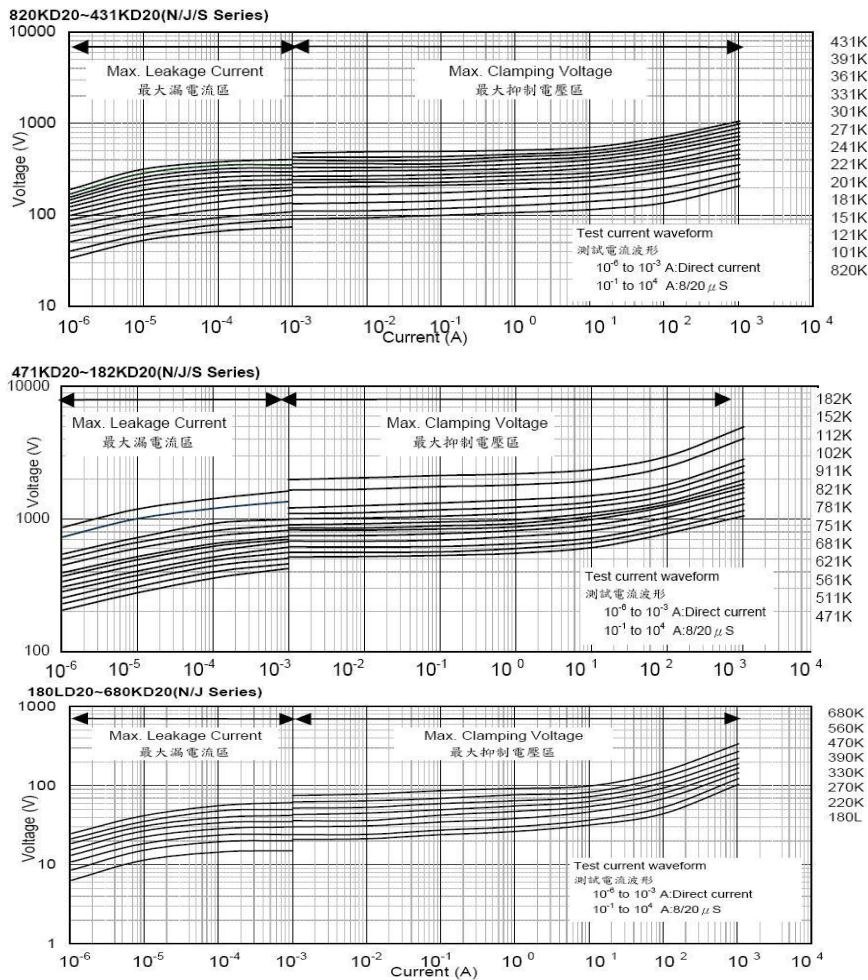 820KD20~431KD20(N/J/S Series)
10000
1000
100
10
Voltage (V)
Max. Leakage Current
最大漏電流區
Max. Clamping Voltage
最大抑制電壓區
Test current waveform
測試電流波形
10⁻⁶ to 10⁻³ A:Direct current
10⁻¹ to 10⁴ A:8/20 μ S
431K
391K
361K
331K
301K
271K
241K
221K
201K
181K
151K
121K
101K
820K
10⁻⁶ 10⁻⁵ 10⁻⁴ 10⁻³ 10⁻² 10⁻¹ 10⁰ 10¹ 10² 10³ 10⁴
Current (A)
471KD20~182KD20(N/J/S Series)
10000
1000
100
Voltage (V)
Max. Leakage Current
最大漏電流區
Max. Clamping Voltage
最大抑制電壓區
Test current waveform
測試電流波形
10⁻⁶ to 10⁻³ A:Direct current
10⁻¹ to 10⁴ A:8/20 μ S
182K
152K
112K
102K
911K
821K
781K
751K
681K
621K
561K
511K
471K
10⁻⁶ 10⁻⁵ 10⁻⁴ 10⁻³ 10⁻² 10⁻¹ 10⁰ 10¹ 10² 10³ 10⁴
180LD20~680KD20(N/J Series)
1000
100
10
1
Voltage (V)
Max. Leakage Current
最大漏電流區
Max. Clamping Voltage
最大抑制電壓區
Test current waveform
測試電流波形
10⁻⁶ to 10⁻³ A:Direct current
10⁻¹ to 10⁴ A:8/20 μ S
680K
560K
470K
390K
330K
270K
220K
180L
10⁻⁶ 10⁻⁵ 10⁻⁴ 10⁻³ 10⁻² 10⁻¹ 10⁰ 10¹ 10² 10³ 10⁴
Current (A)